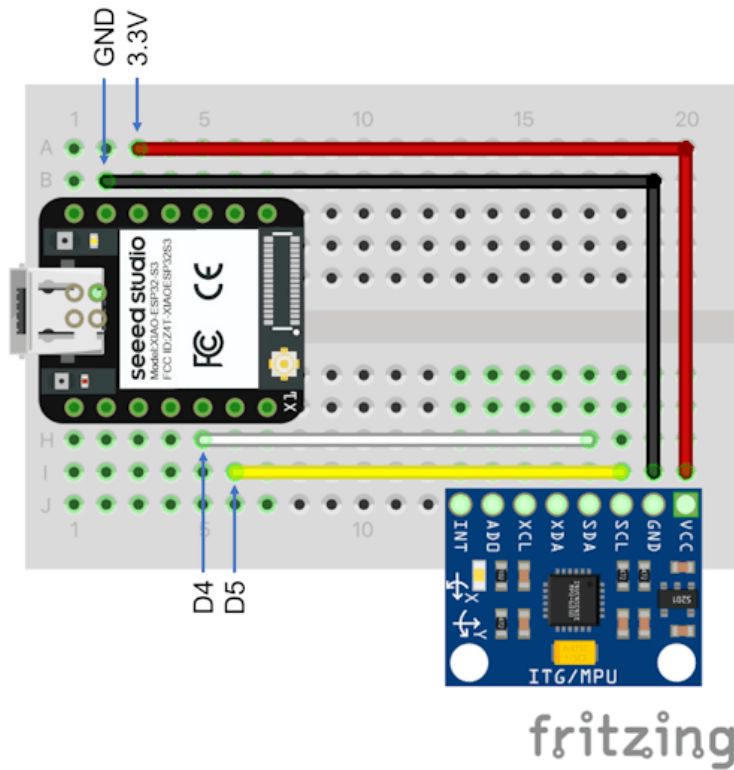 GND
3.3V
1 5 10 15 20
A
B
seeed studio
Model:XIAO-ESP32-S3
FCC ID:Z4T-XIAOESP32S3
FC CE
X1
H
I
J
1 5 10
D4
D5
INT
ADO
XCL
XDA
SDA
SCL
GND
VCC
X
Y
ITG/MPU
fritzing